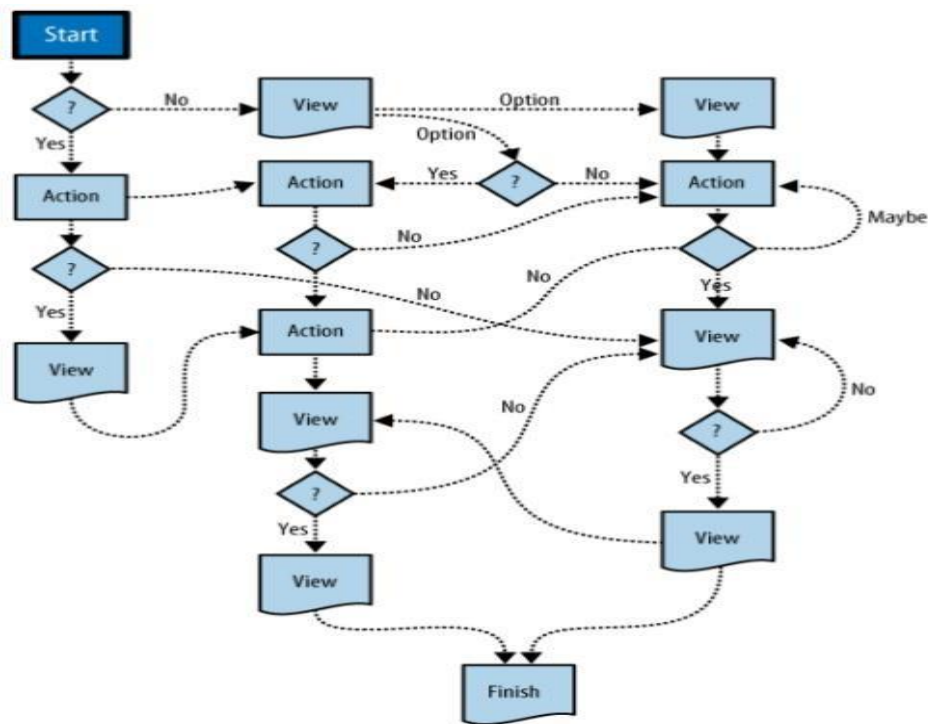 Start
? No View Option View
Option
Yes
Action Action Yes ? No Action
Maybe
? ? No
No
Yes No Yes
Action View
View
No
No
View ?
?
Yes
Yes
View View
Finish